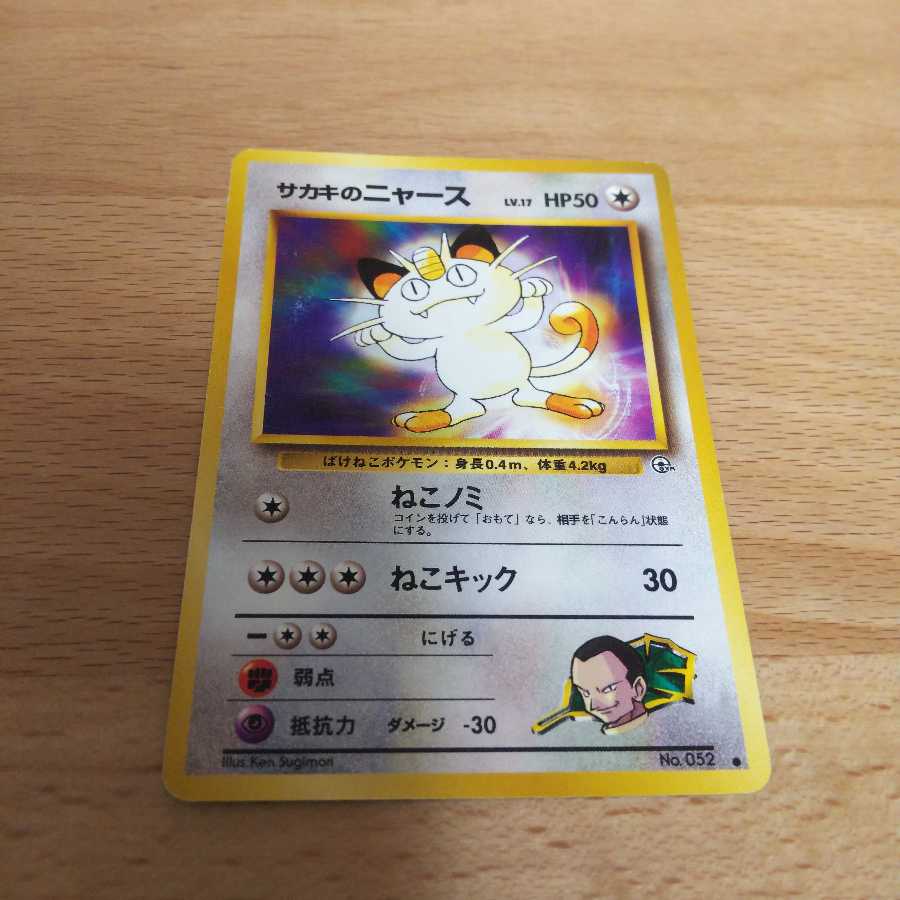 サカキのニャース LV.17 HP50
ばけねこポケモン：身長0.4m、体重4.2kg
GYM
ねこノミ
コインを投げて「おもて」なら、相手を「こんらん」状態
にする。
ねこキック 30
にげる
弱点
抵抗力 ダメージ -30
Illus. Ken Sugimori No. 052